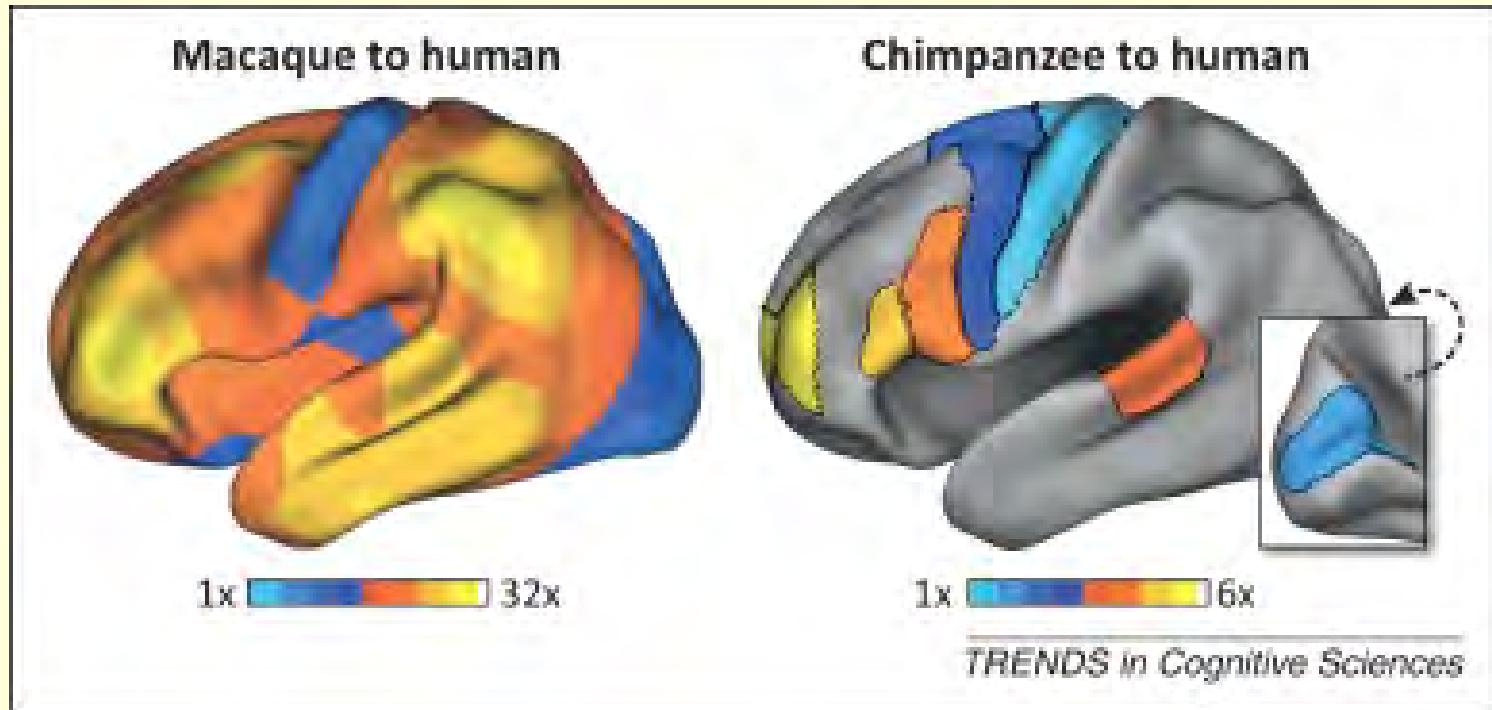 Macaque to human
Chimpanzee to human
1x 32x
1x 6x
TRENDS in Cognitive Sciences